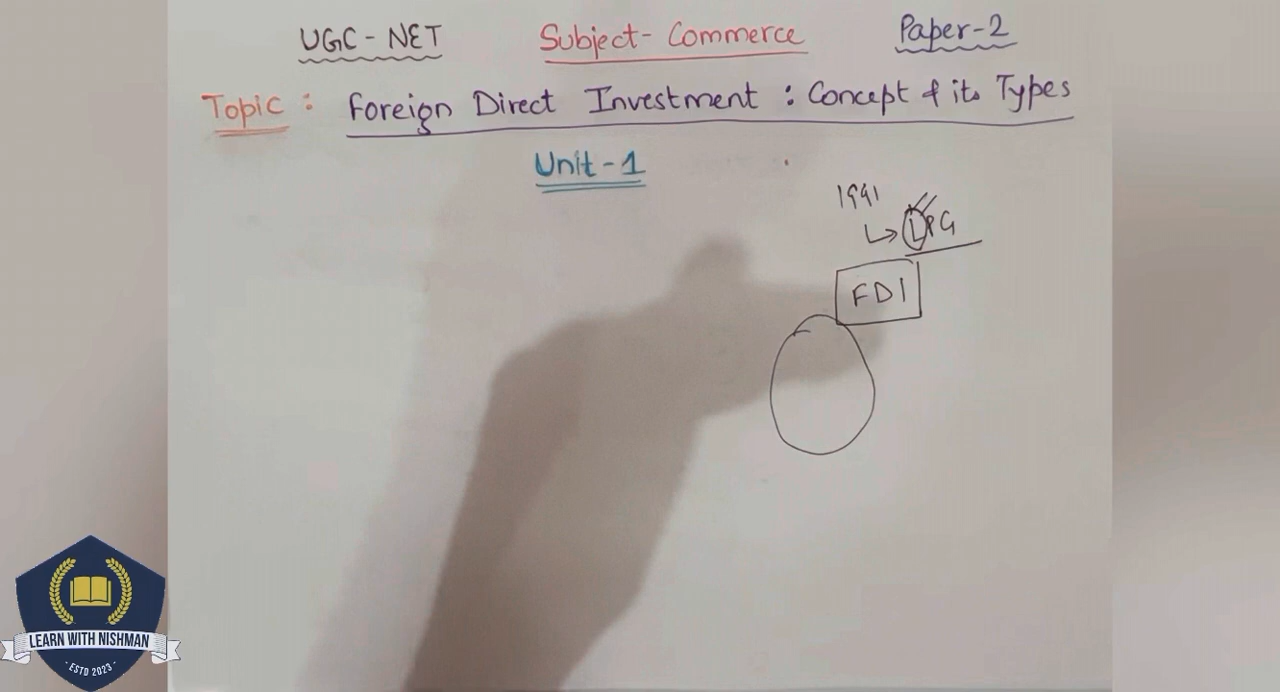 UGC-NET Subject- Commerce Paper-2
Topic: Foreign Direct Investment: Concept & its Types
Unit-1
1991
LPG
FDI
LEARN WITH NISHMAN
· ESTD 2023 ·